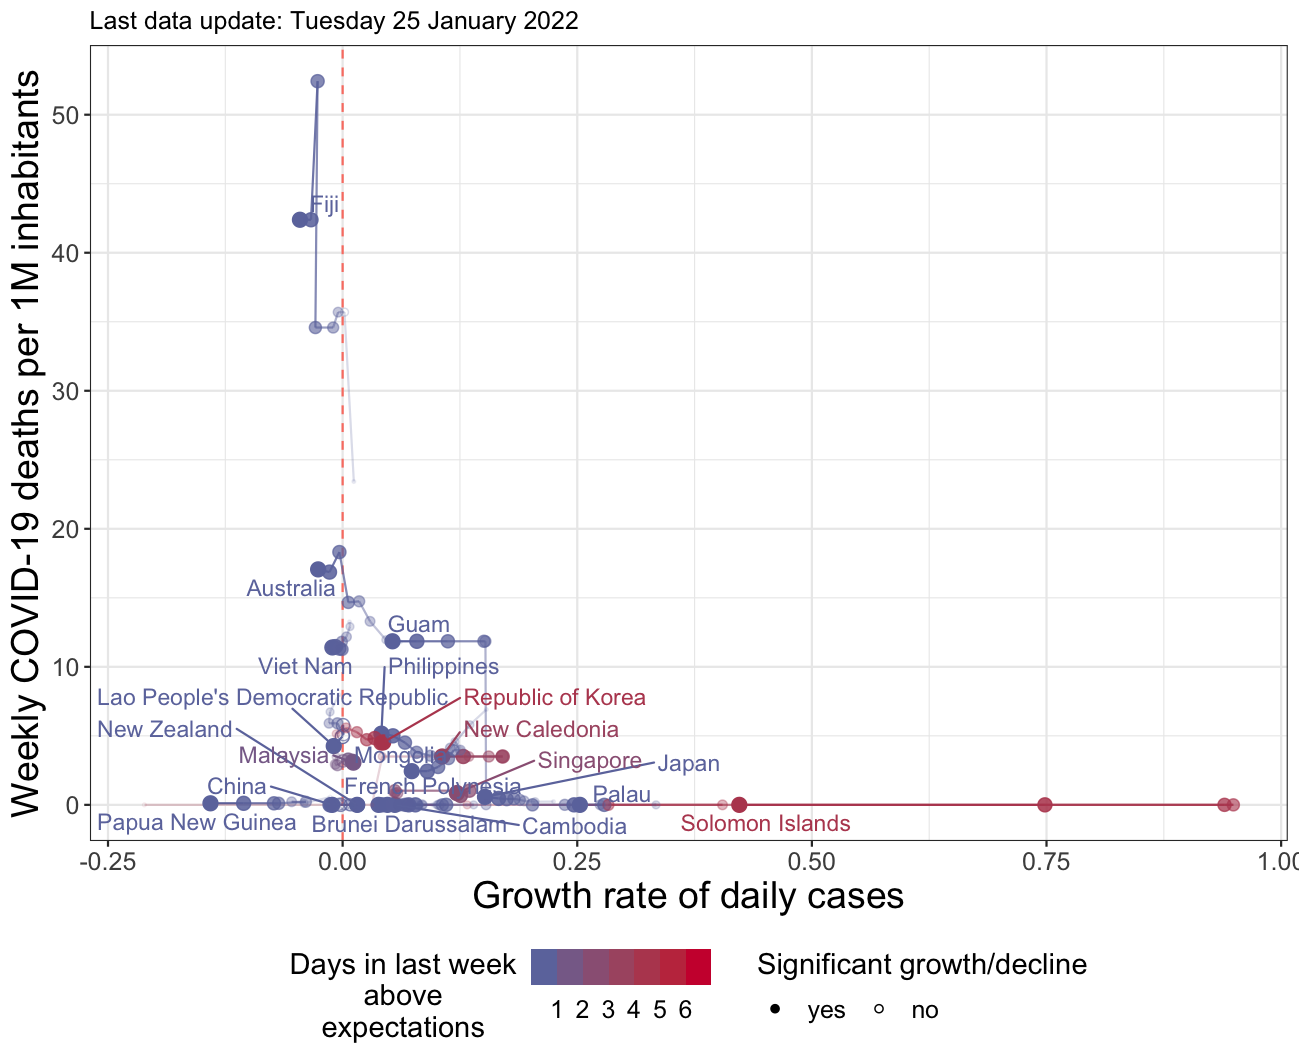 Last data update: Tuesday 25 January 2022
Weekly COVID-19 deaths per 1M inhabitants
50
40
30
20
10
0
Fiji
Australia
Guam
Viet Nam
Philippines
Lao People's Democratic Republic
Republic of Korea
New Zealand
New Caledonia
Malaysia
Mongolia
Singapore
Japan
China
French Polynesia
Palau
Papua New Guinea
Brunei Darussalam
Cambodia
Solomon Islands
-0.25
0.00
0.25
0.50
0.75
1.00
Growth rate of daily cases
Days in last week
above
expectations
1 2 3 4 5 6
Significant growth/decline
yes
no